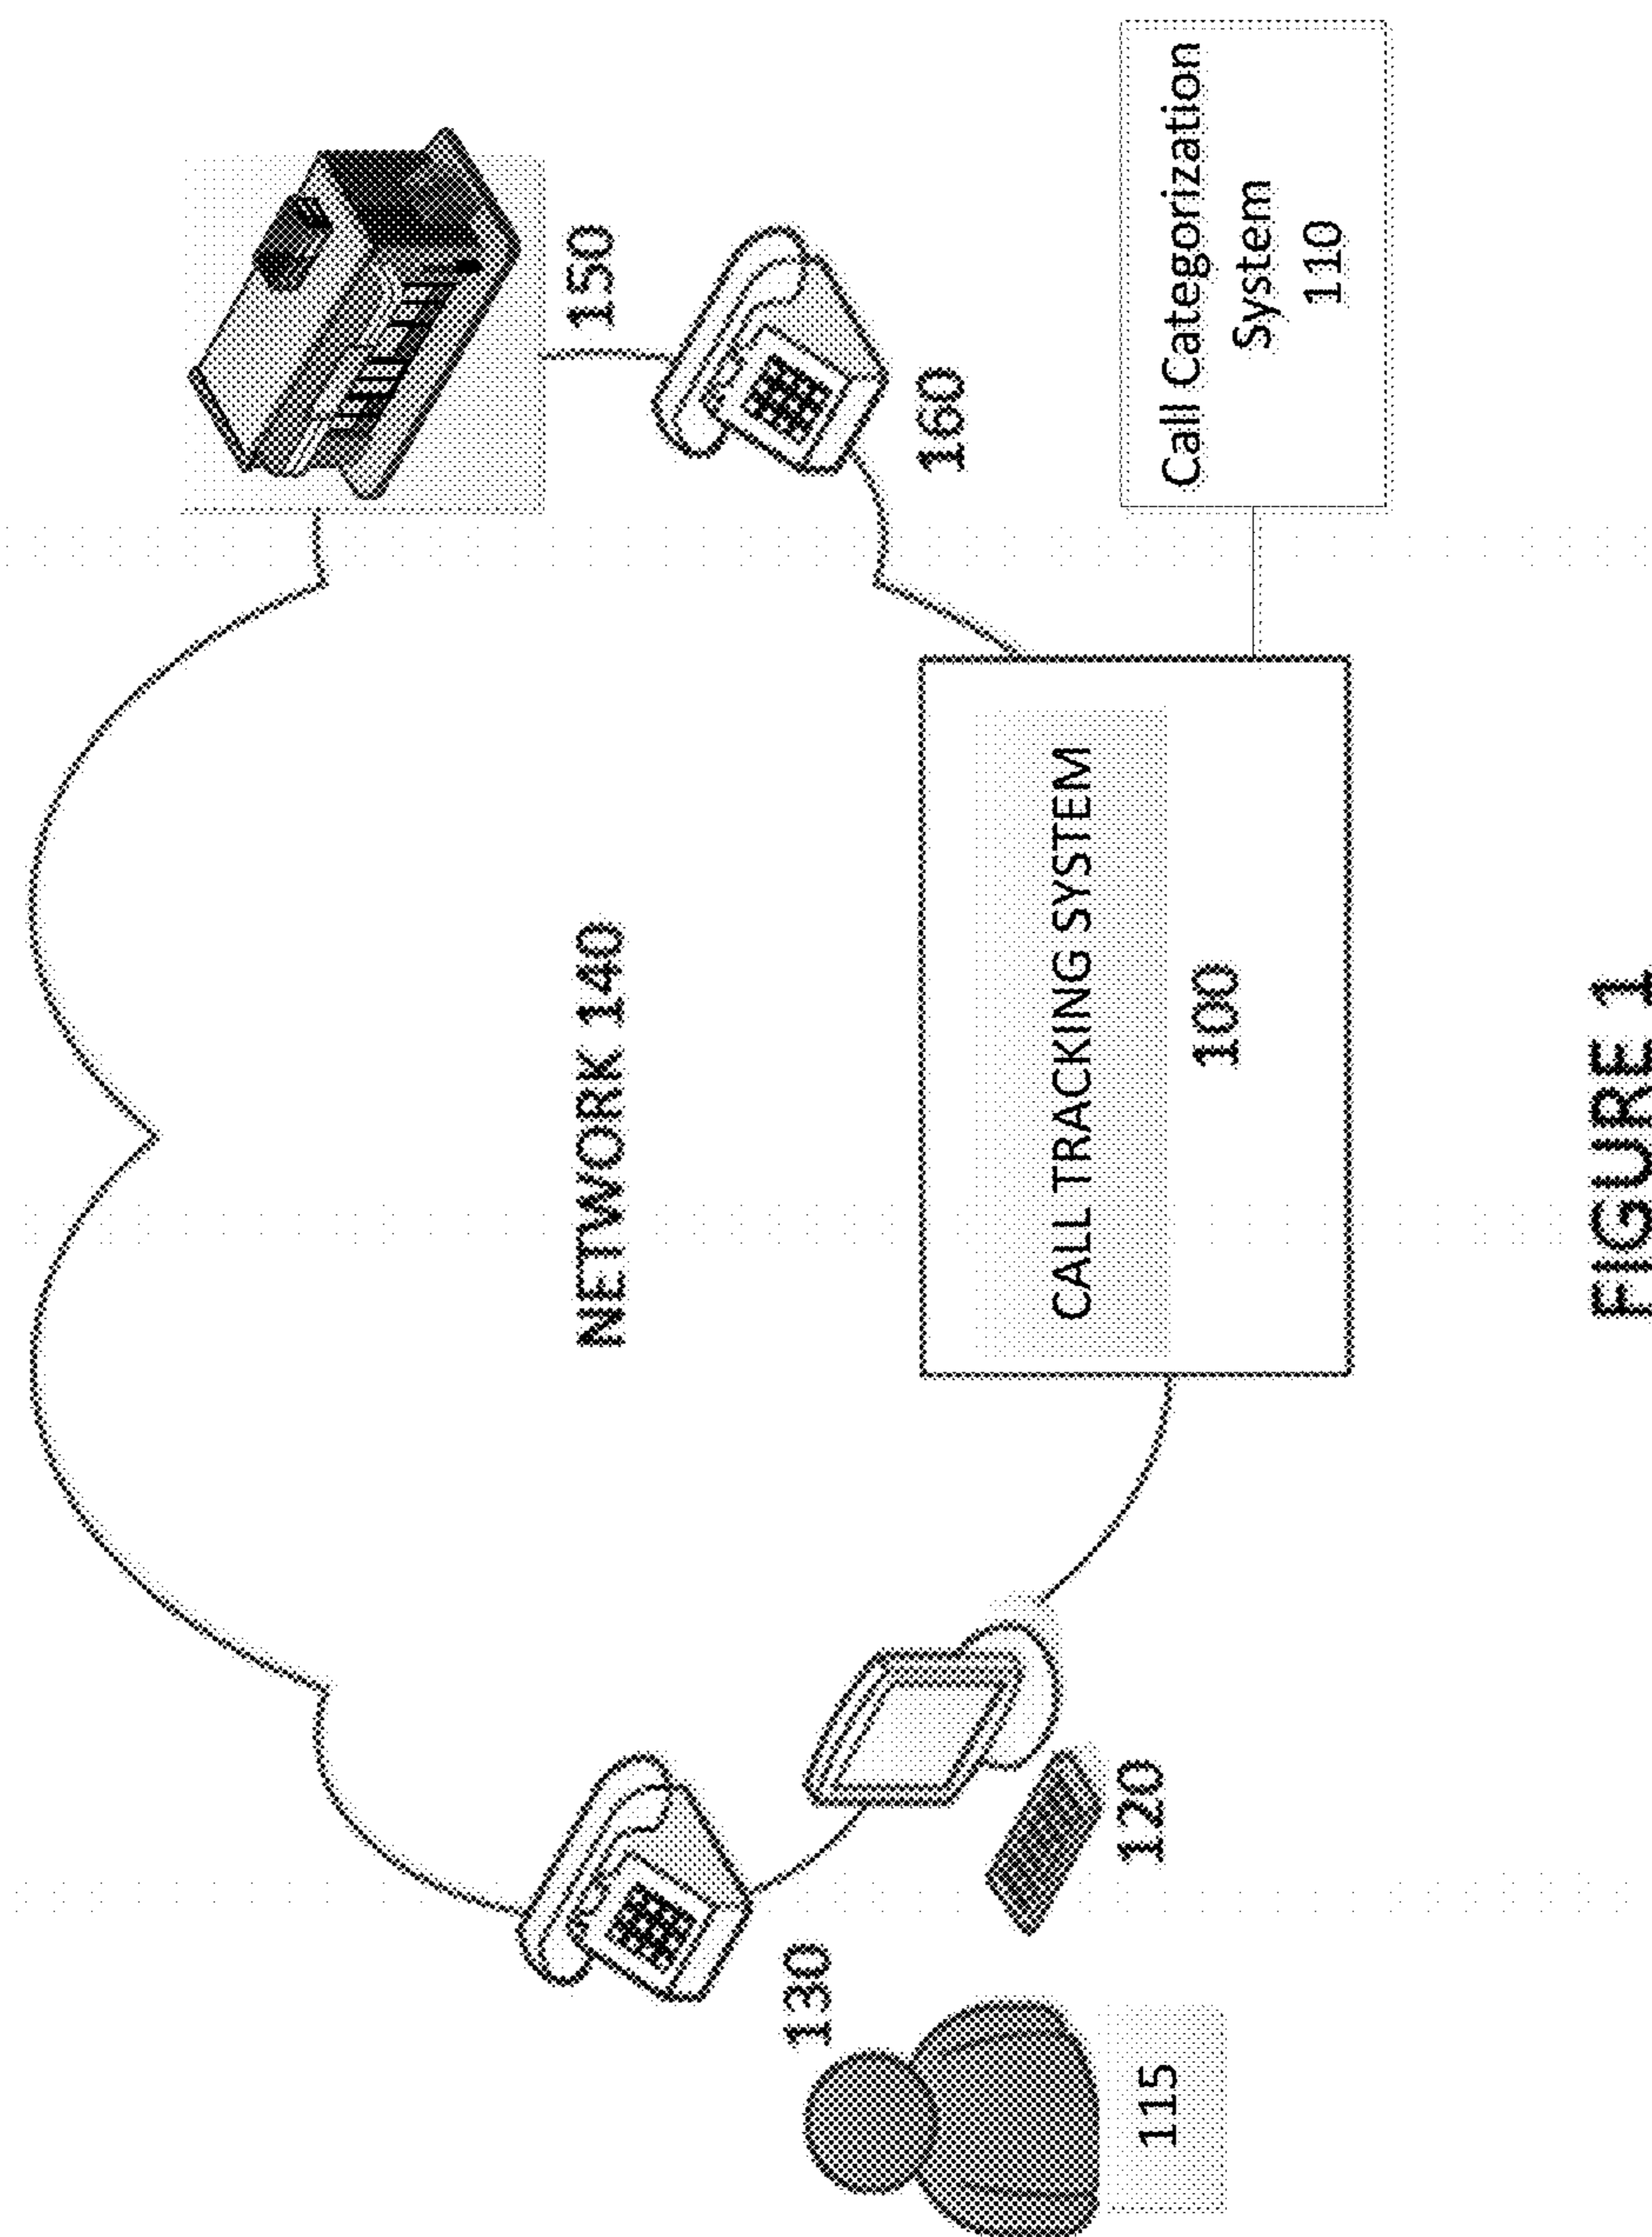 150
NETWORK 140
130
160
CALL TRACKING SYSTEM
100
120
115
Call Categorization
System
110
FIGURE 1